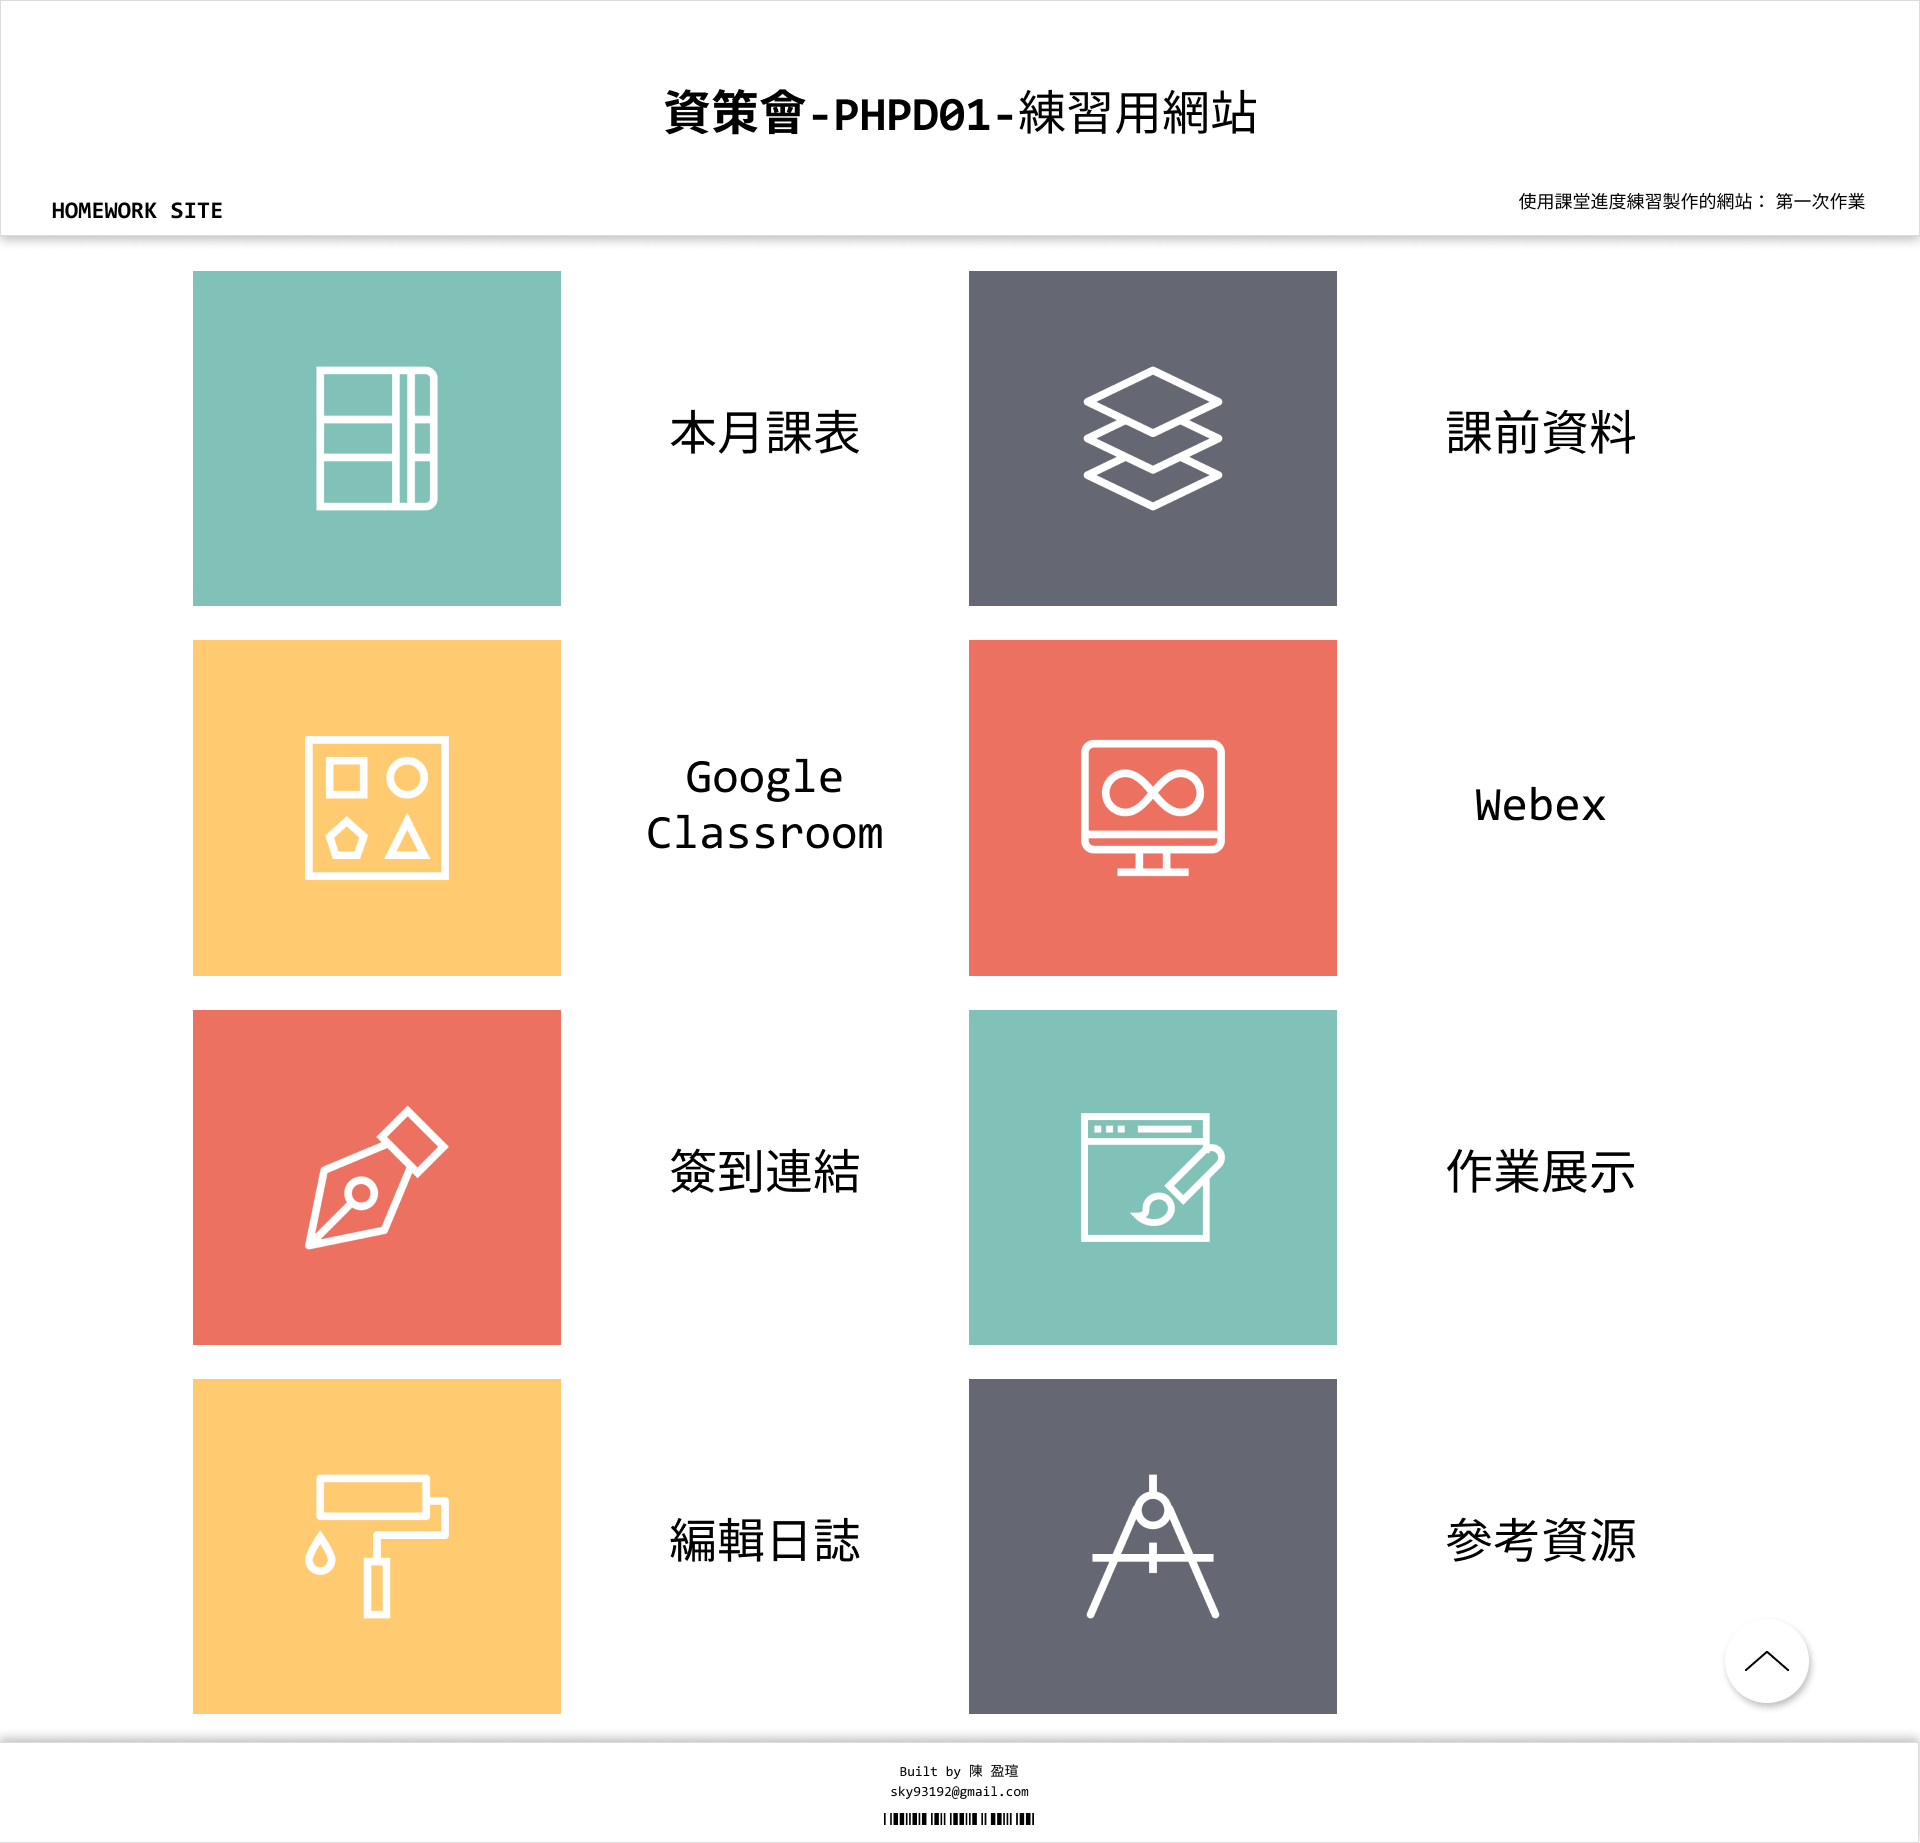 資策會-PHPD01-練習用網站
HOMEWORK SITE
使用課堂進度練習製作的網站： 第一次作業
本月課表
課前資料
Google
Classroom
Webex
簽到連結
作業展示
編輯日誌
參考資源
Built by 陳 盈瑄
sky93192@gmail.com